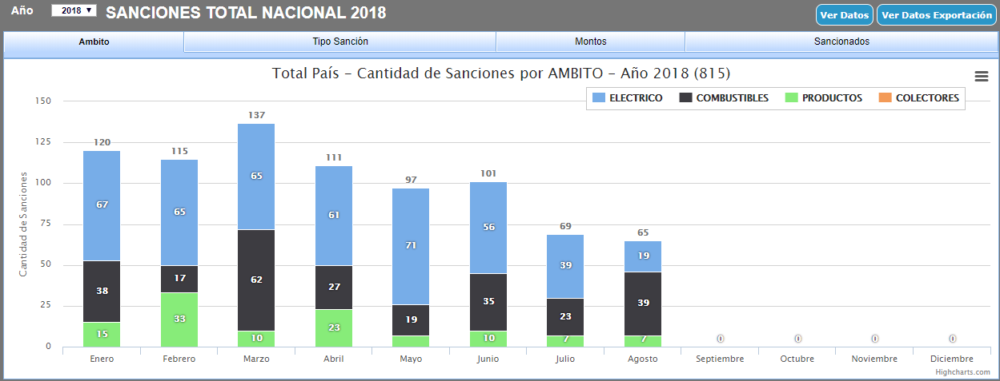 Año 2018 SANCIONES TOTAL NACIONAL 2018 Ver Datos Ver Datos Exportación
Ambito Tipo Sanción Montos Sancionados
Total País - Cantidad de Sanciones por AMBITO - Año 2018 (815)
ELECTRICO COMBUSTIBLES PRODUCTOS COLECTORES
Cantidad de Sanciones
150
125
100
75
50
25
0
120 115 137 111 97 101 69 65
67 65 65 61 71 56 39 19
38 17 62 27 19 35 23 39
15 33 10 23 10 7 7 0 0 0 0
Enero Febrero Marzo Abril Mayo Junio Julio Agosto Septiembre Octubre Noviembre Diciembre
Highcharts.com